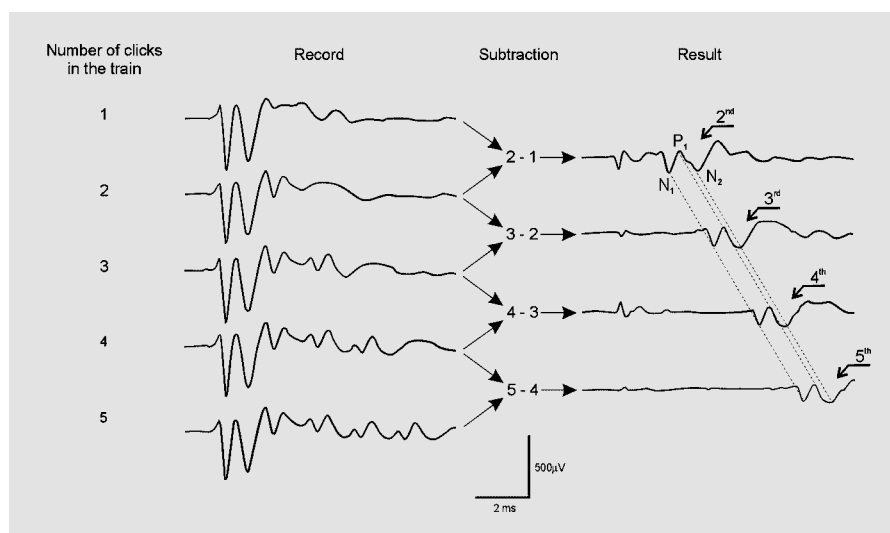 Number of clicks
in the train
Record
Subtraction
Result
1
2
3
4
5
2 - 1
3 - 2
4 - 3
5 - 4
P1
N1
N2
2nd
3rd
4th
5th
500µV
2 ms